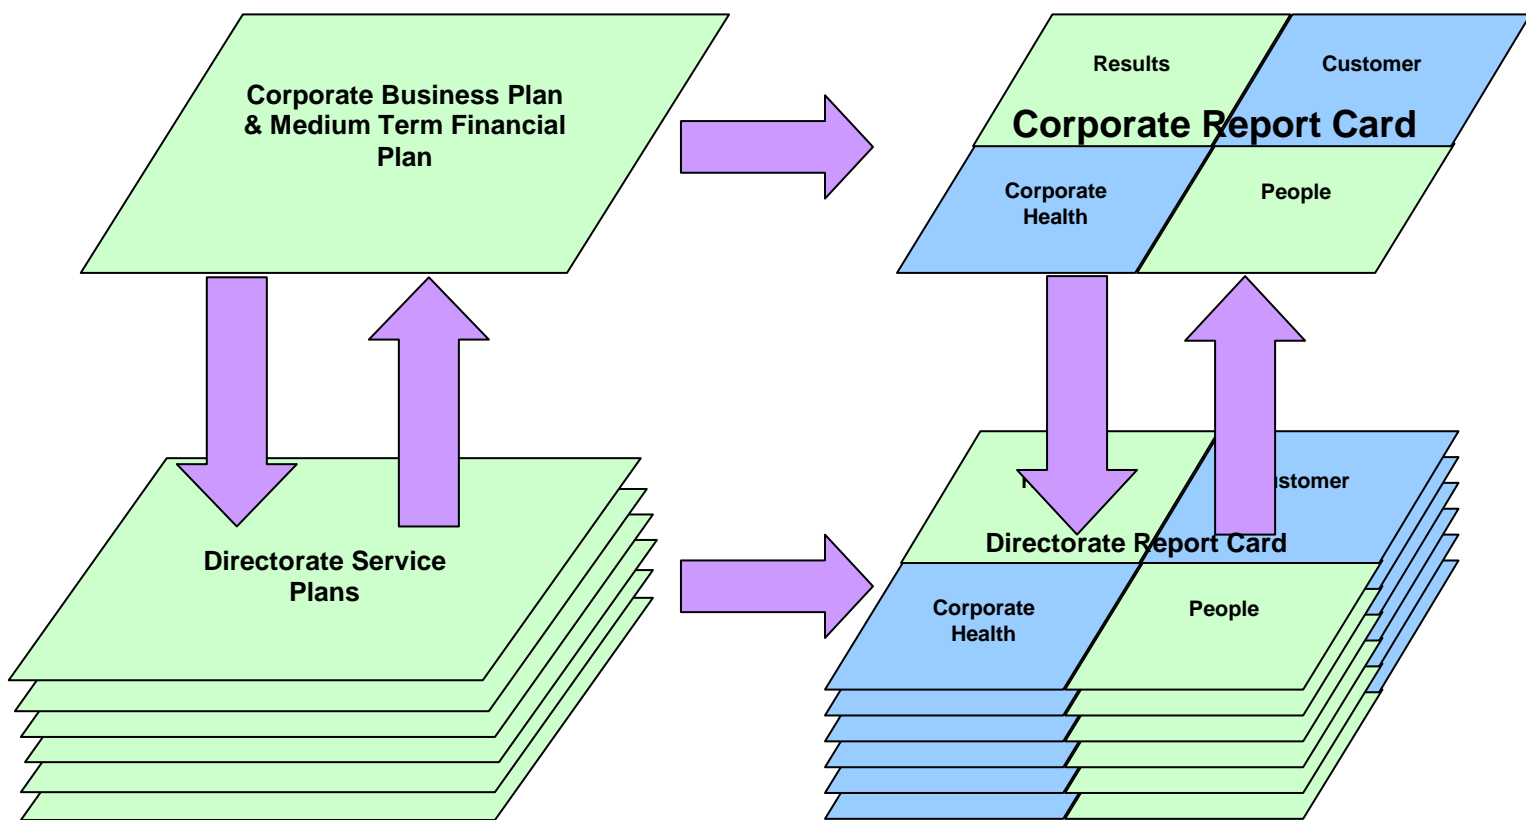 Corporate Business Plan
& Medium Term Financial
Plan
Results
Customer
Corporate Report Card
Corporate
Health
People
Directorate Service
Plans
Directorate Report Card
Corporate
Health
People